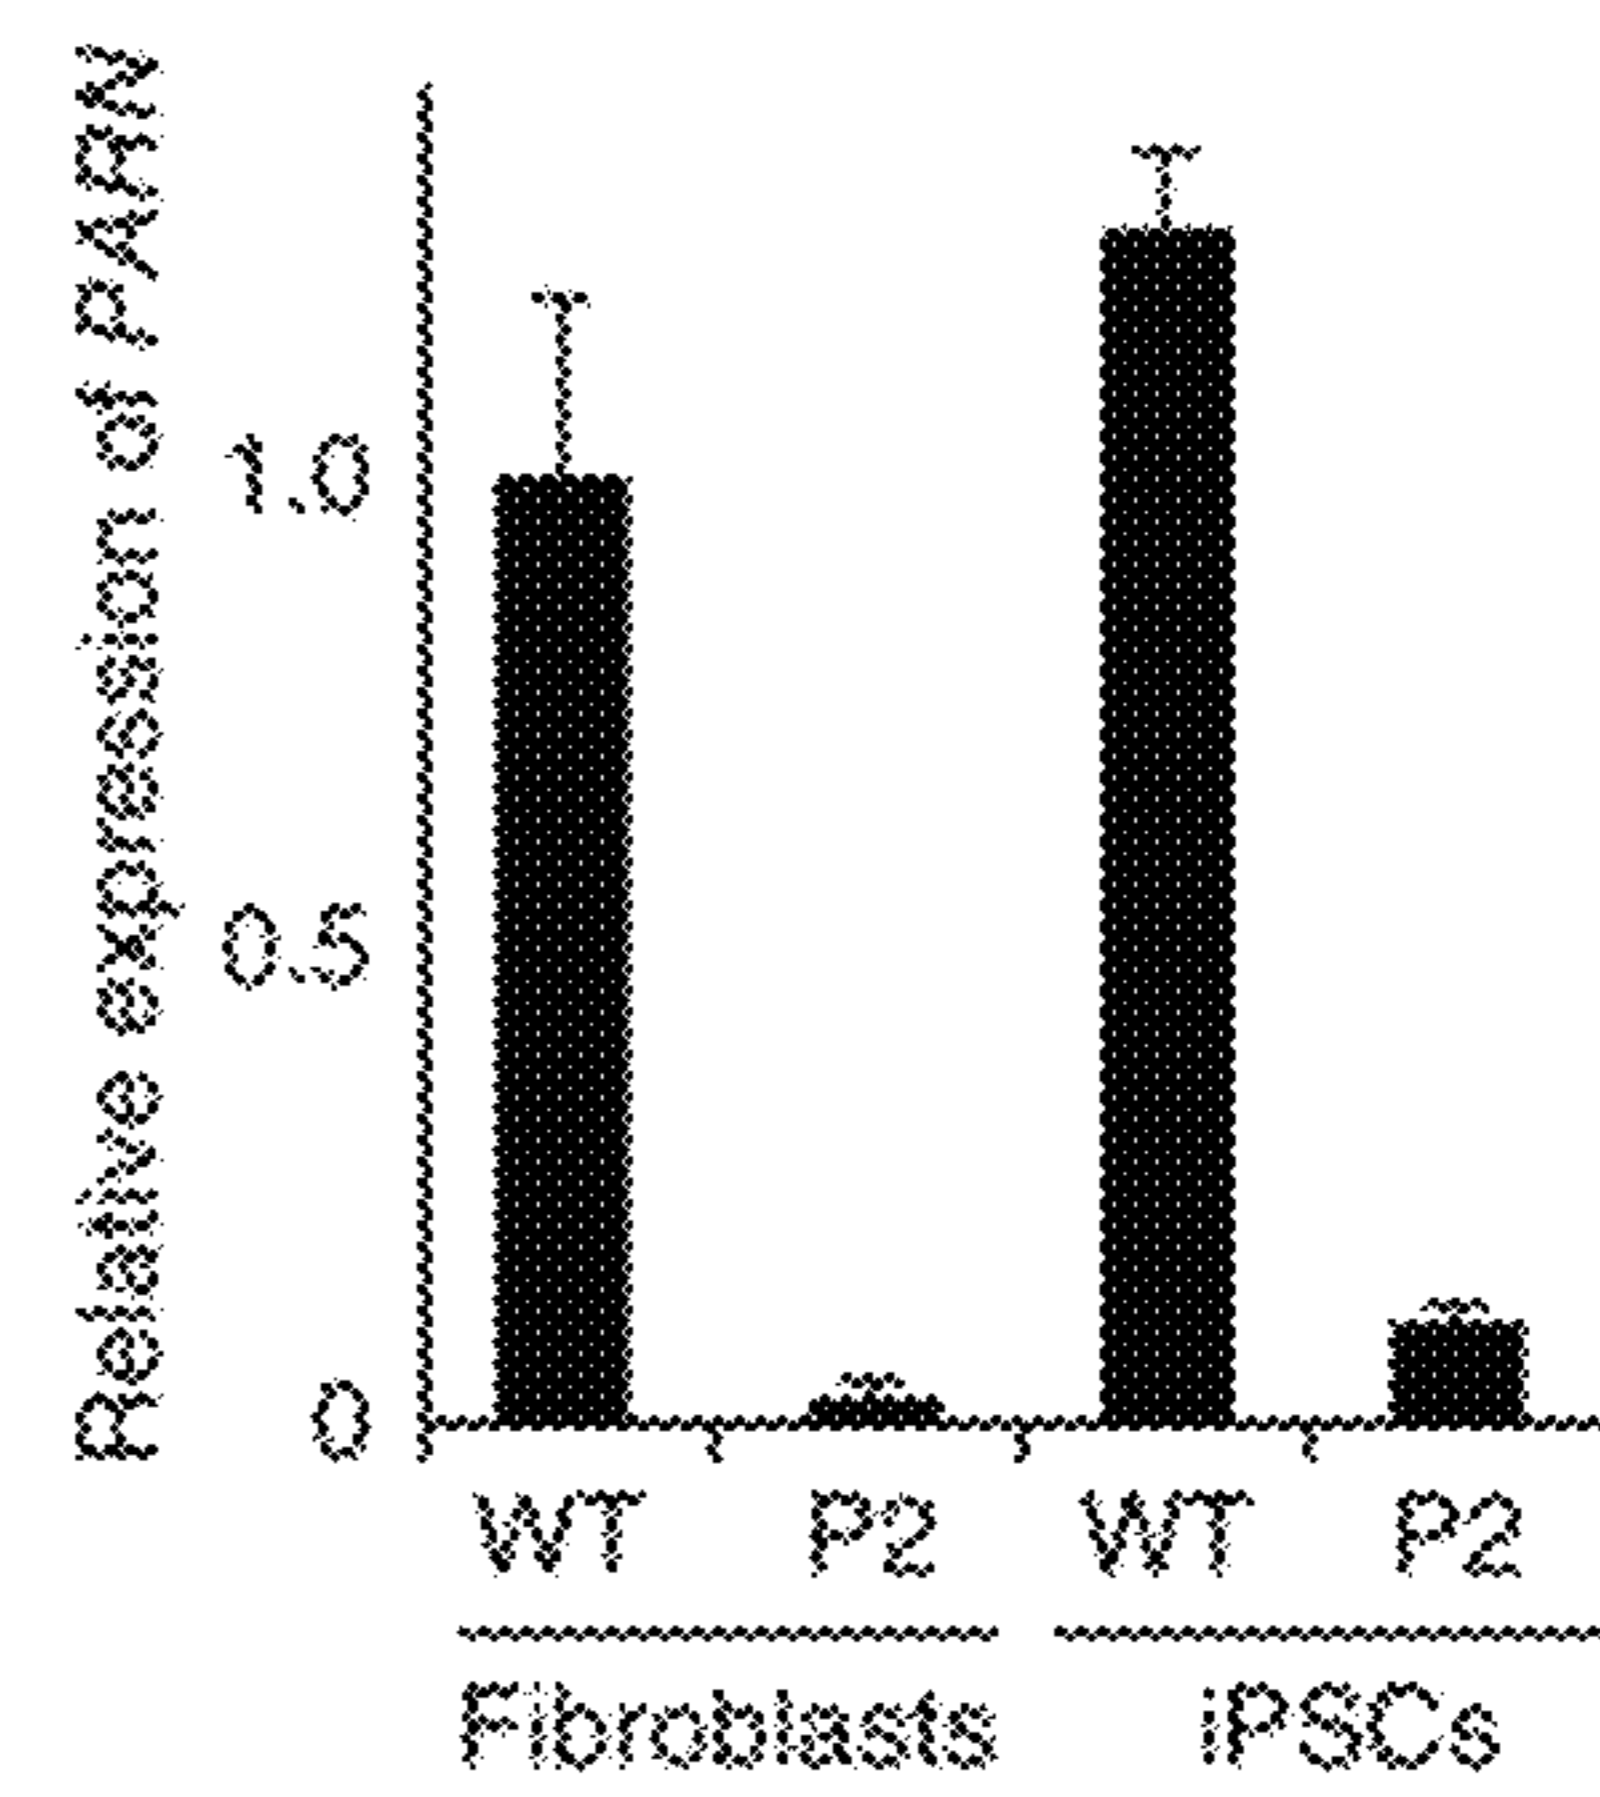 Relative expression of PARN
1.0
0.5
0
WT P2 WT P2
Fibroblasts iPSCs